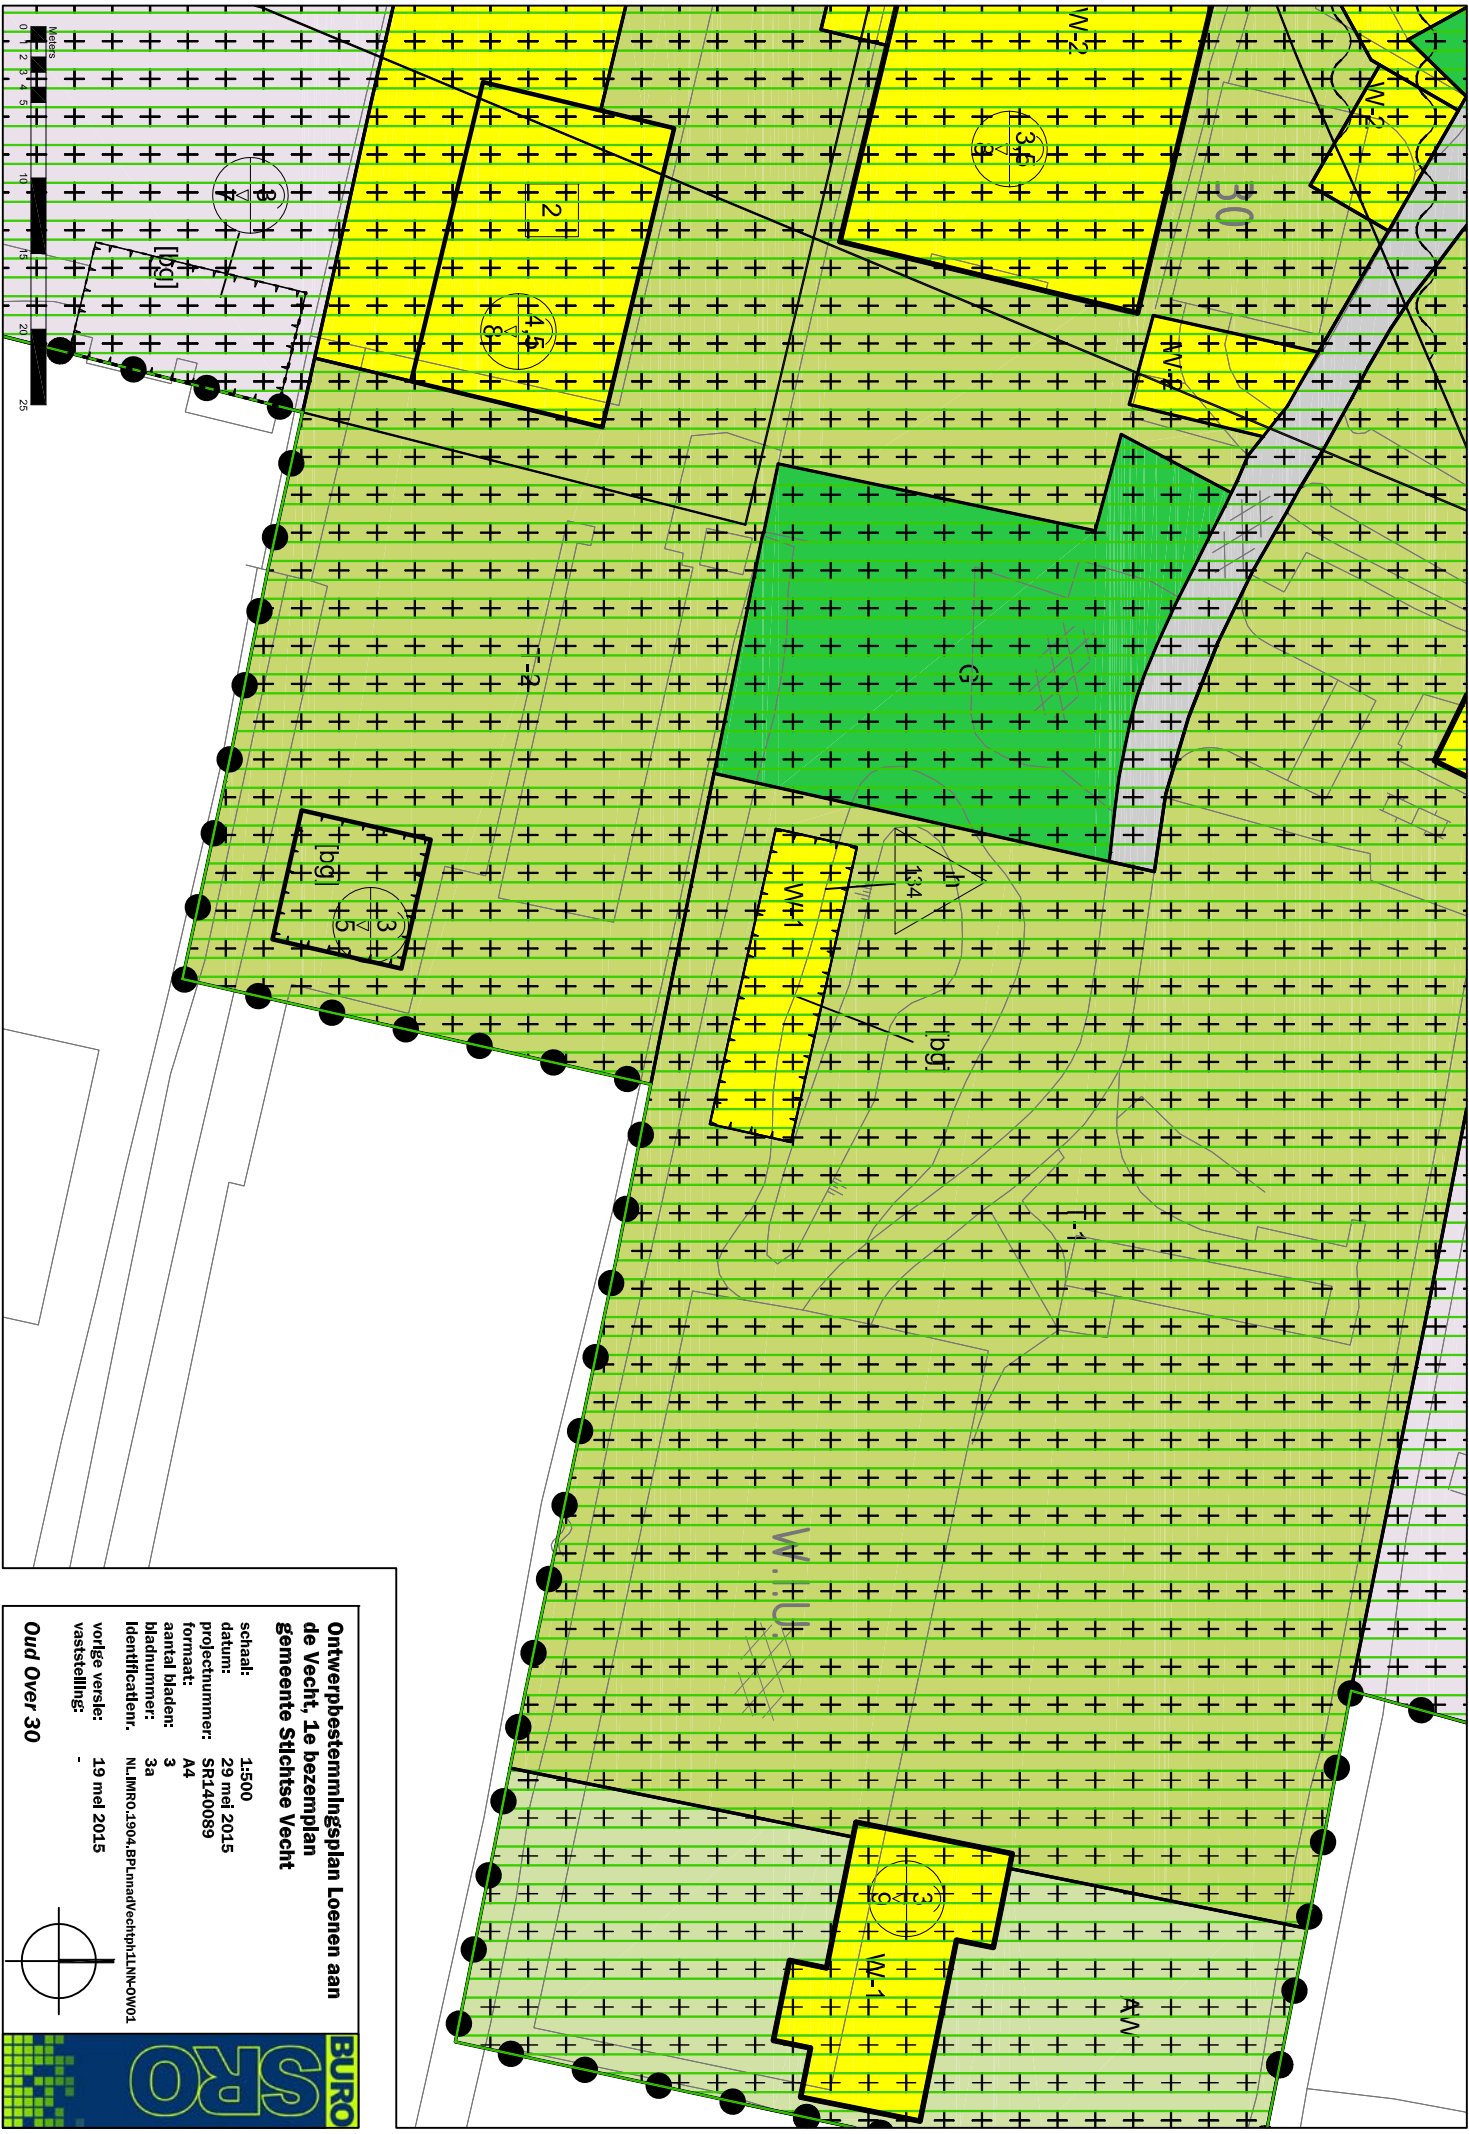 W-2
W-2
30
3,5
9
2
4,5
8
3
7
[bg]
W-2
G
T-2
[bg]
3
5
W-1
h
134
[bg]
T-1
W.I.U.
3
9
W-1
AW
Meters
0 1 2 3 4 5 10 15 20 25
Ontwerpbestemmingsplan Loenen aan
de Vecht, 1e bezemplan
gemeente Stichtse Vecht
schaal: 1:500
datum: 29 mei 2015
projectnummer: SR140089
formaat: A4
aantal bladen: 3
bladnummer: 3a
identificatienr. NL.IMRO.1904.BPLnnadVechtph1LNN-OW01
vorige versie: 19 mei 2015
vaststelling: -
Oud Over 30
BURO
SRO